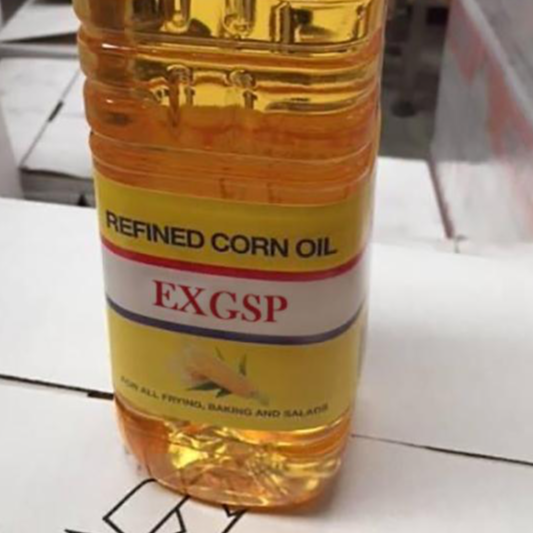 REFINED CORN OIL
EXGSP
FOR ALL FRYING, BAKING AND SALADS